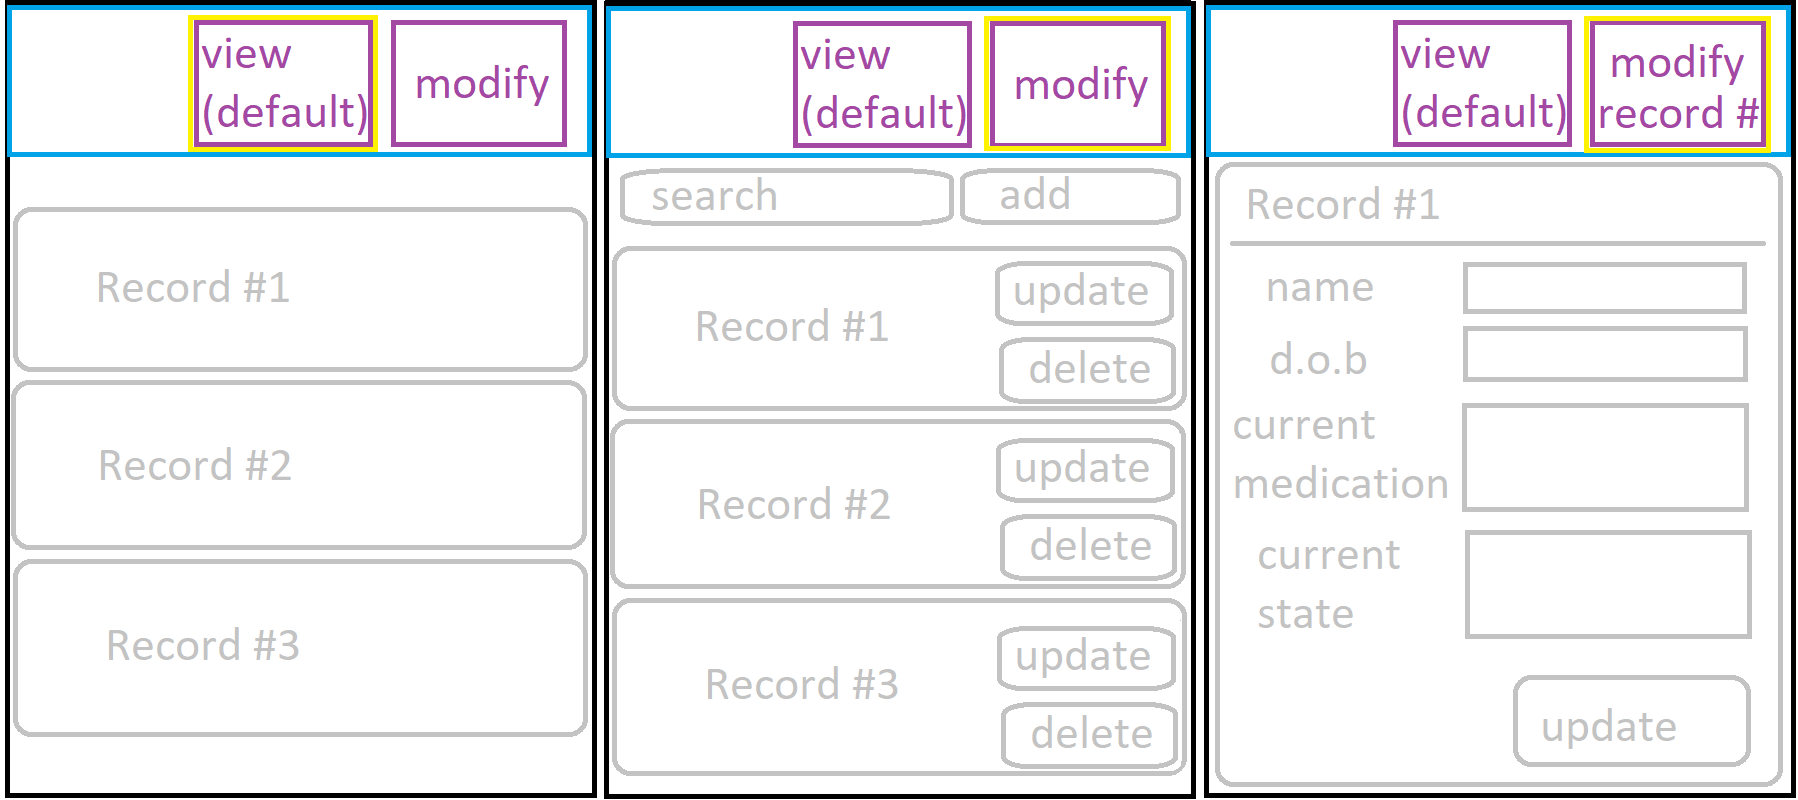 view
(default)
modify
Record #1
Record #2
Record #3
view
(default)
modify
search
add
Record #1
update
delete
Record #2
update
delete
Record #3
update
delete
view
(default)
modify
record #
Record #1
name
d.o.b
current
medication
current
state
update